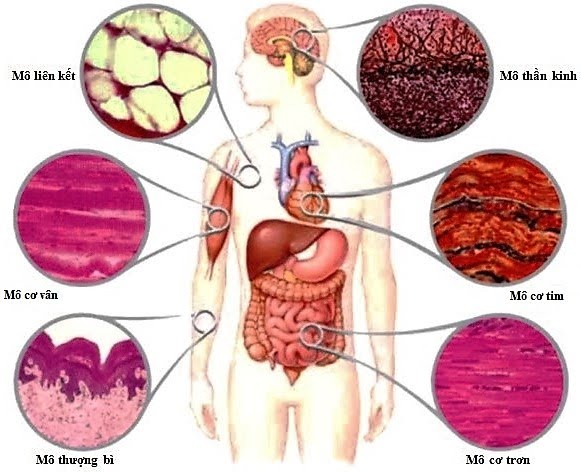 Mô liên kết
Mô thần kinh
Mô cơ vân
Mô cơ tim
Mô thượng bì
Mô cơ trơn